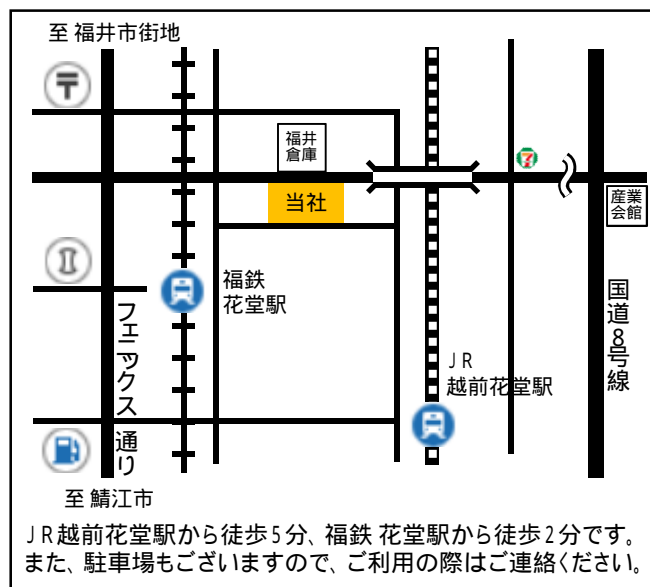 至 福井市街地
福井
倉庫
7
当社
産業
会館
福鉄
花堂駅
フェニックス通り
国道8号線
JR
越前花堂駅
至 鯖江市
JR越前花堂駅から徒歩5分、福鉄 花堂駅から徒歩2分です。
また、駐車場もございますので、ご利用の際はご連絡ください。